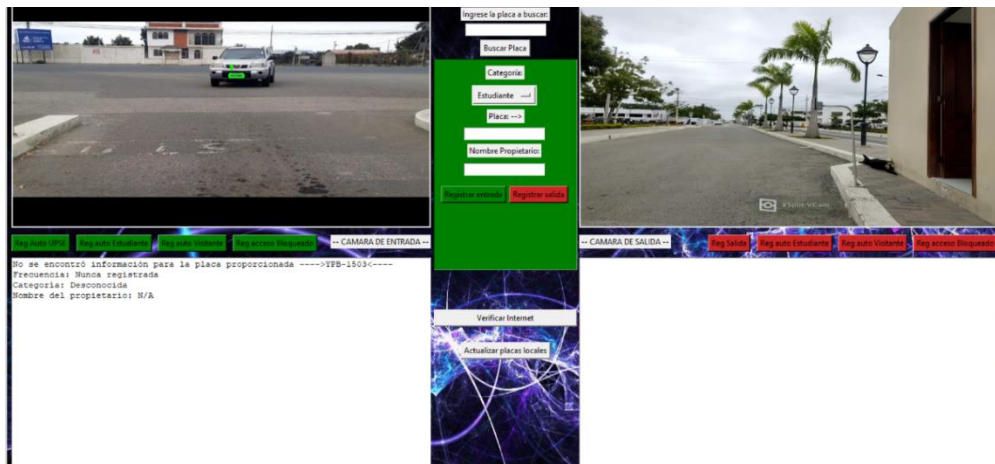 Ingrese la placa a buscar:
Buscar Placa
Categoría:
Estudiante
Placa: -->
Nombre Propietario:
Registrar entrada
Registrar salida
XSplit VCam
Reg Auto UPSE
Reg auto Estudiante
Reg auto Visitante
Reg acceso Bloqueado
-- CAMARA DE ENTRADA --
-- CAMARA DE SALIDA --
Reg Salida
Reg auto Estudiante
Reg auto Visitante
Reg acceso Bloqueado
No se encontró información para la placa proporcionada ---->YPB-1503<----
Frecuencia: Nunca registrada
Categoria: Desconocida
Nombre del propietario: N/A
Verificar Internet
Actualizar placas locales